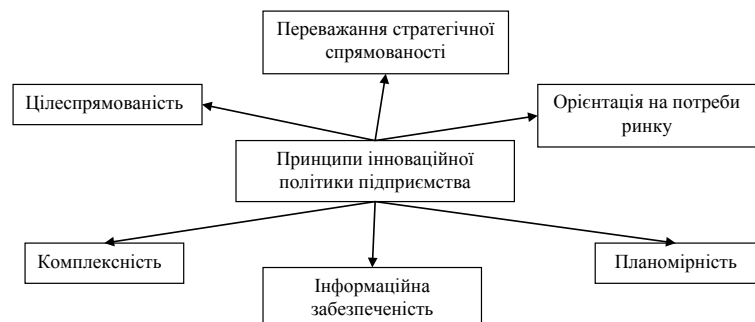 Переважання стратегічної
спрямованості
Цілеспрямованість
Орієнтація на потреби
ринку
Принципи інноваційної
політики підприємства
Комплексність
Інформаційна
забезпеченість
Планомірність